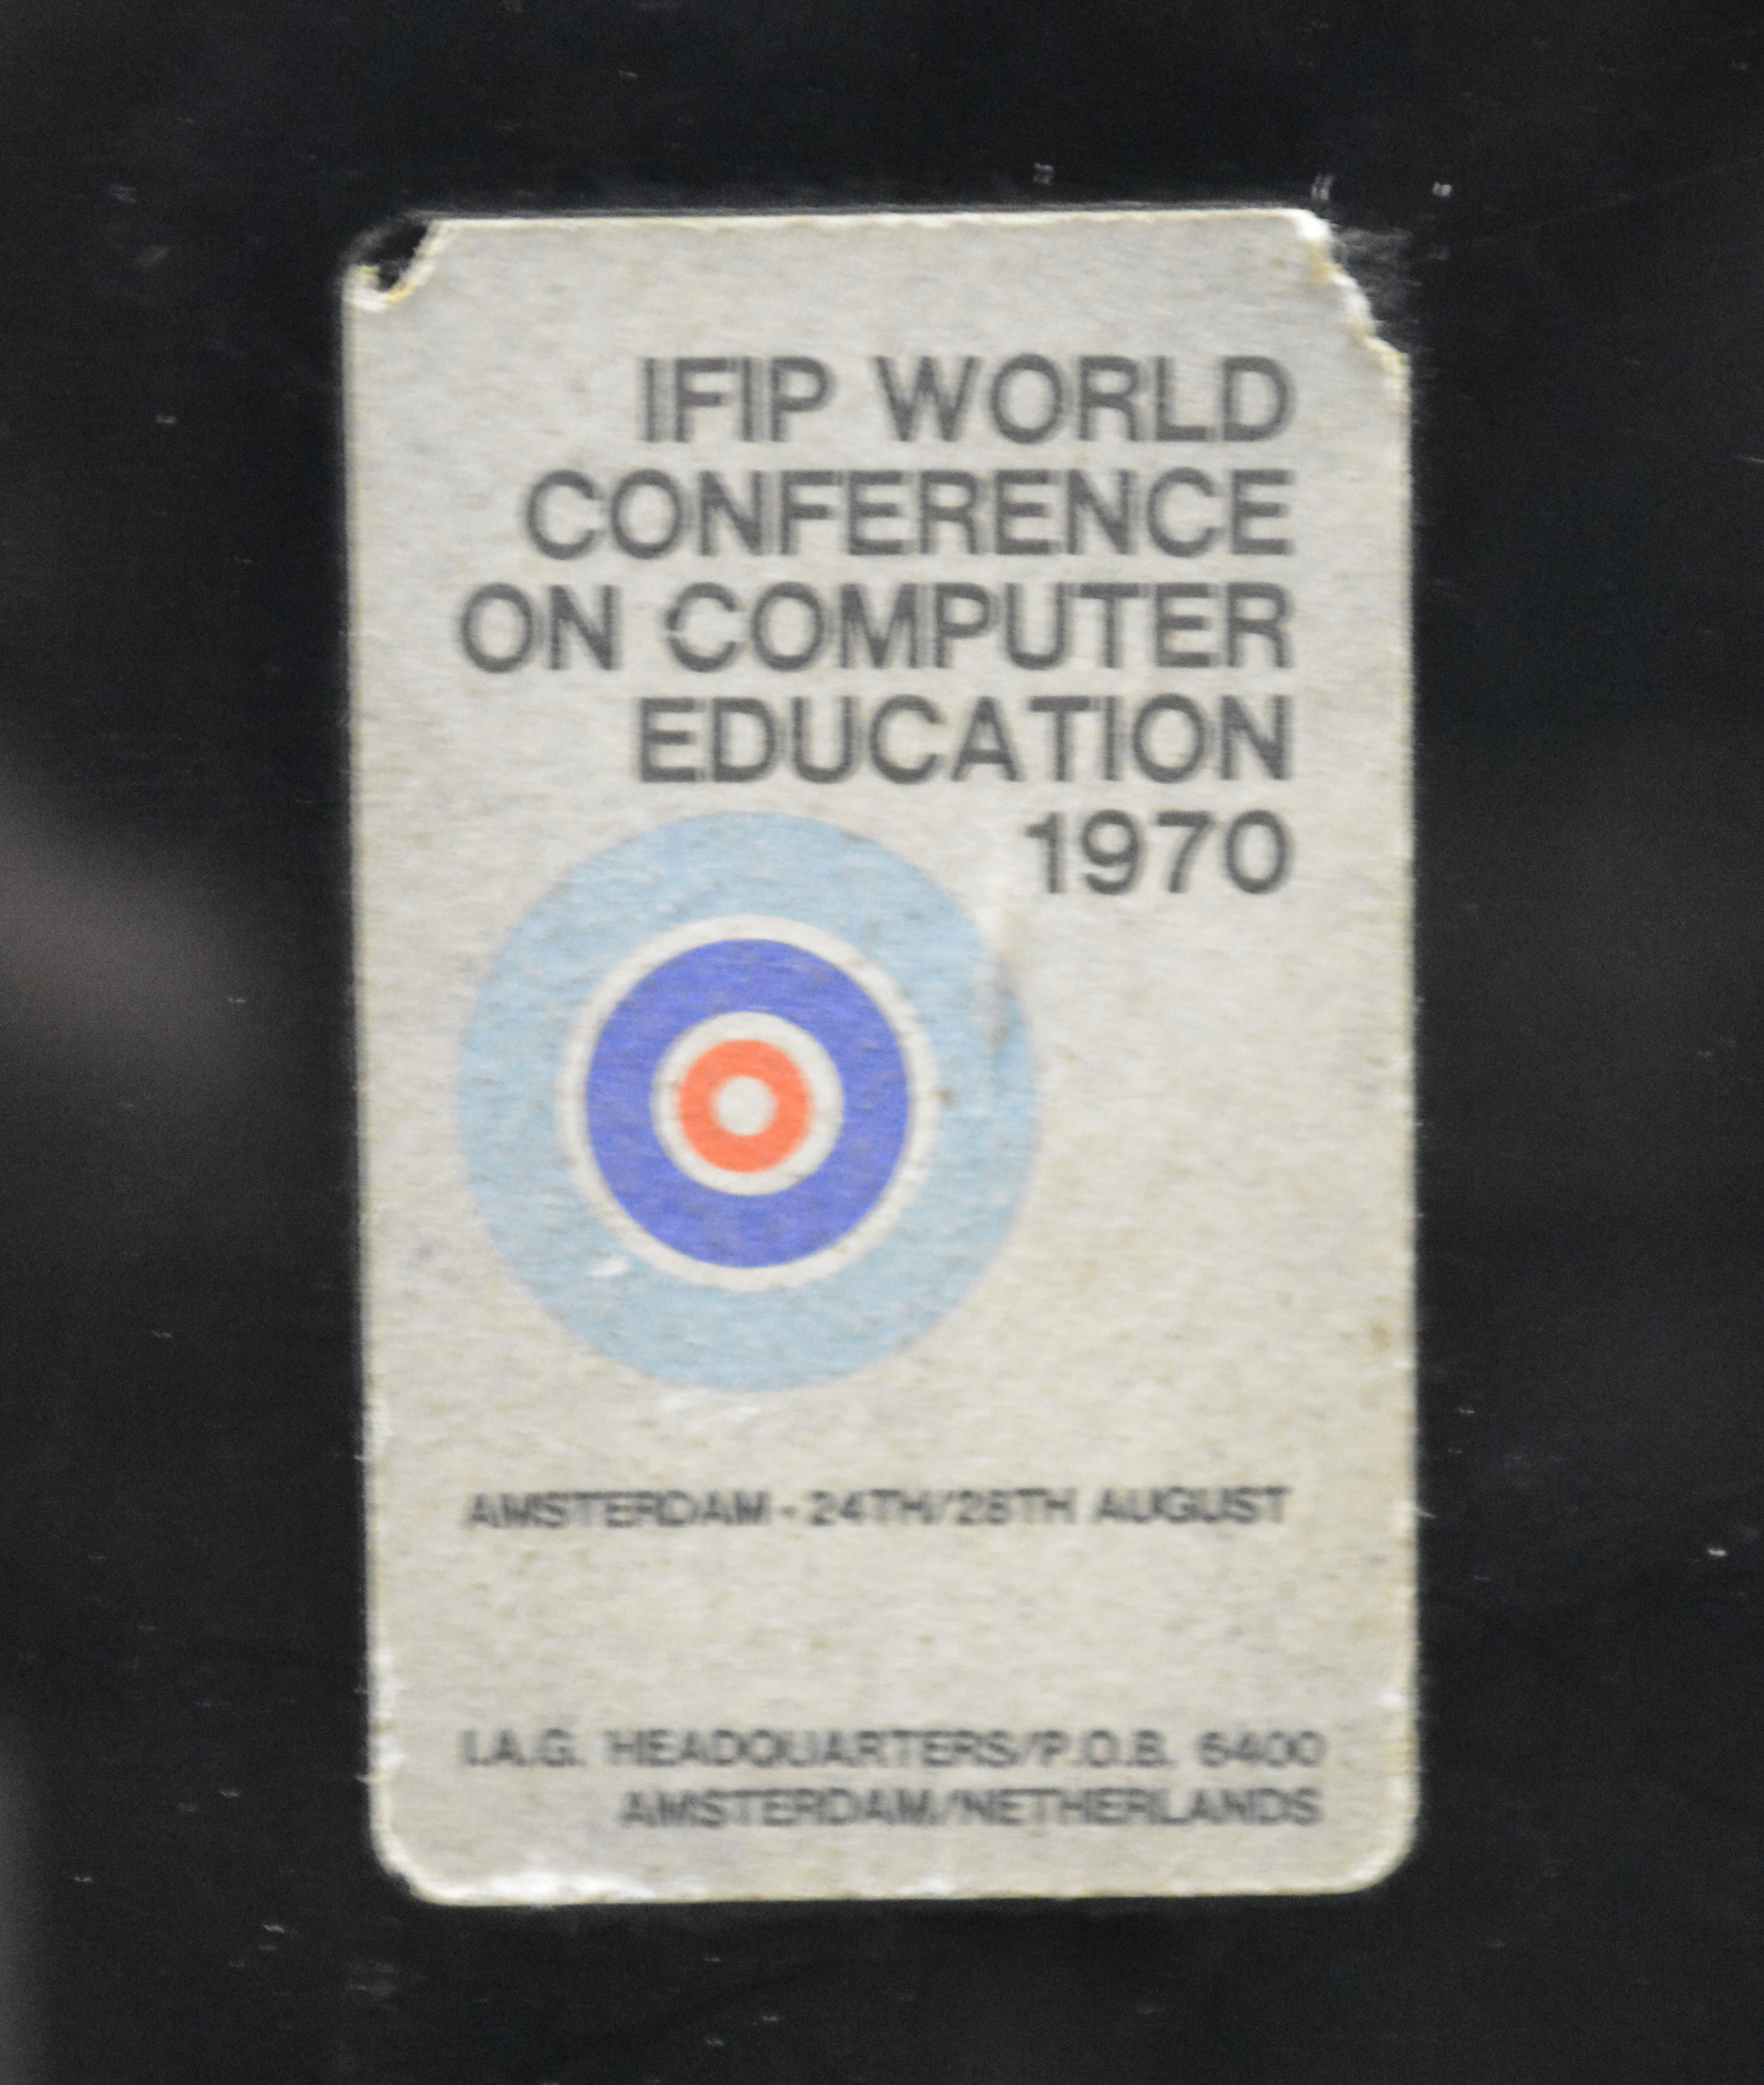 IFIP WORLD
CONFERENCE
ON COMPUTER
EDUCATION
1970
AMSTERDAM - 24TH/28TH AUGUST
I.A.G. HEADQUARTERS/P.O.B. 6400
AMSTERDAM/NETHERLANDS